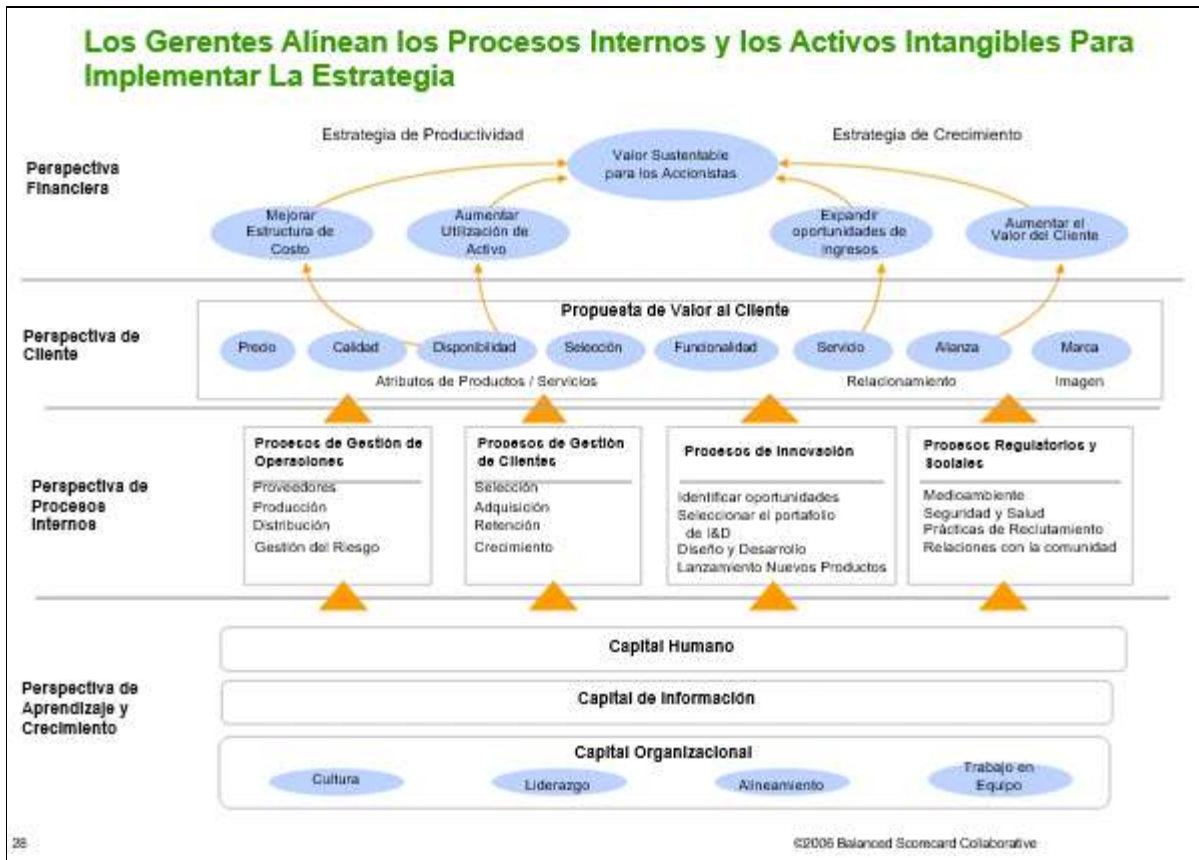 Los Gerentes Alínean los Procesos Internos y los Activos Intangibles Para
Implementar La Estrategia
Estrategia de Productividad
Estrategia de Crecimiento
Perspectiva
Financiera
Valor Sustentable
para los Accionistas
Mejorar
Estructura de
Costo
Aumentar
Utilización de
Activo
Expandir
oportunidades de
Ingresos
Aumentar el
Valor del Cliente
Perspectiva de
Cliente
Propuesta de Valor al Cliente
Precio
Calidad
Disponibilidad
Selección
Funcionalidad
Servicio
Alianza
Marca
Atributos de Productos / Servicios
Relacionamiento
Imagen
Perspectiva de
Procesos
Internos
Procesos de Gestión de
Operaciones
Proveedores
Producción
Distribución
Gestión del Riesgo
Procesos de Gestión
de Clientes
Selección
Adquisición
Retención
Crecimiento
Procesos de Innovación
Identificar oportunidades
Seleccionar el portafolio
de I&D
Diseño y Desarrollo
Lanzamiento Nuevos Productos
Procesos Regulatorios y
Sociales
Medioambiente
Seguridad y Salud
Prácticas de Reclutamiento
Relaciones con la comunidad
Perspectiva de
Aprendizaje y
Crecimiento
Capital Humano
Capital de Información
Capital Organizacional
Cultura
Liderazgo
Alineamiento
Trabajo en
Equipo
28
©2006 Balanced Scorecard Collaborative